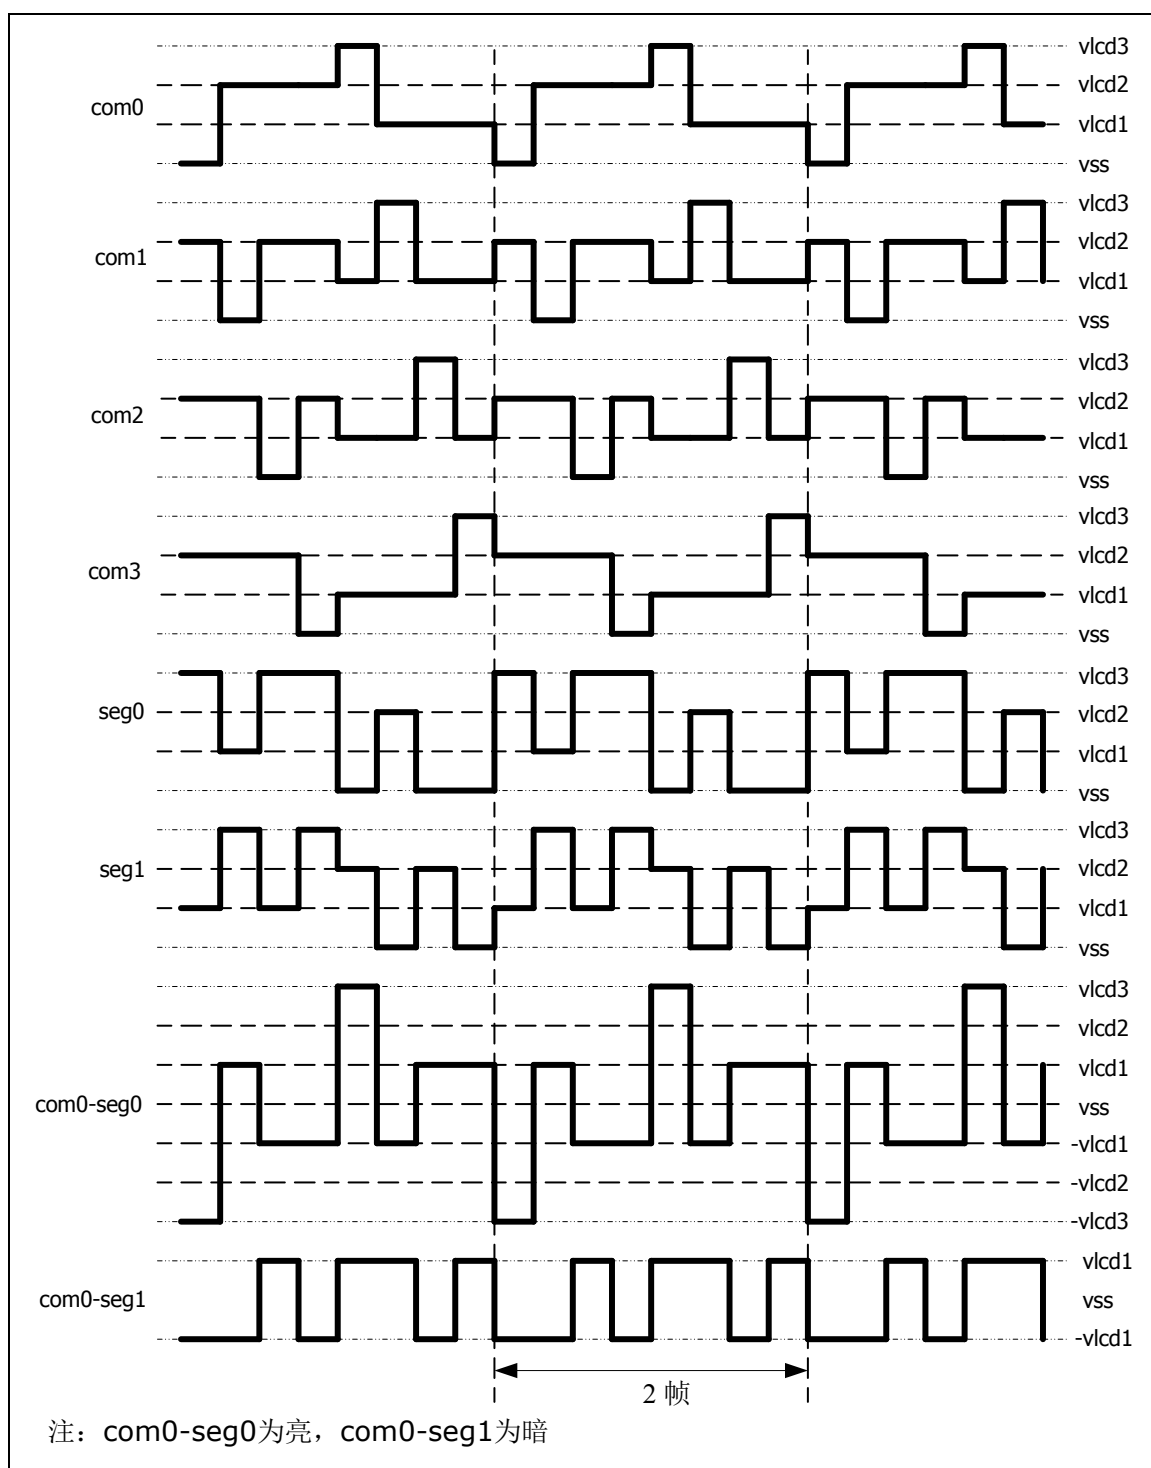 com0
vlcd3
vlcd2
vlcd1
vss
com1
vlcd3
vlcd2
vlcd1
vss
com2
vlcd3
vlcd2
vlcd1
vss
com3
vlcd3
vlcd2
vlcd1
vss
seg0
vlcd3
vlcd2
vlcd1
vss
seg1
vlcd3
vlcd2
vlcd1
vss
com0-seg0
vlcd3
vlcd2
vlcd1
vss
-vlcd1
-vlcd2
-vlcd3
com0-seg1
vlcd1
vss
-vlcd1
2 帧
注：com0-seg0为亮，com0-seg1为暗